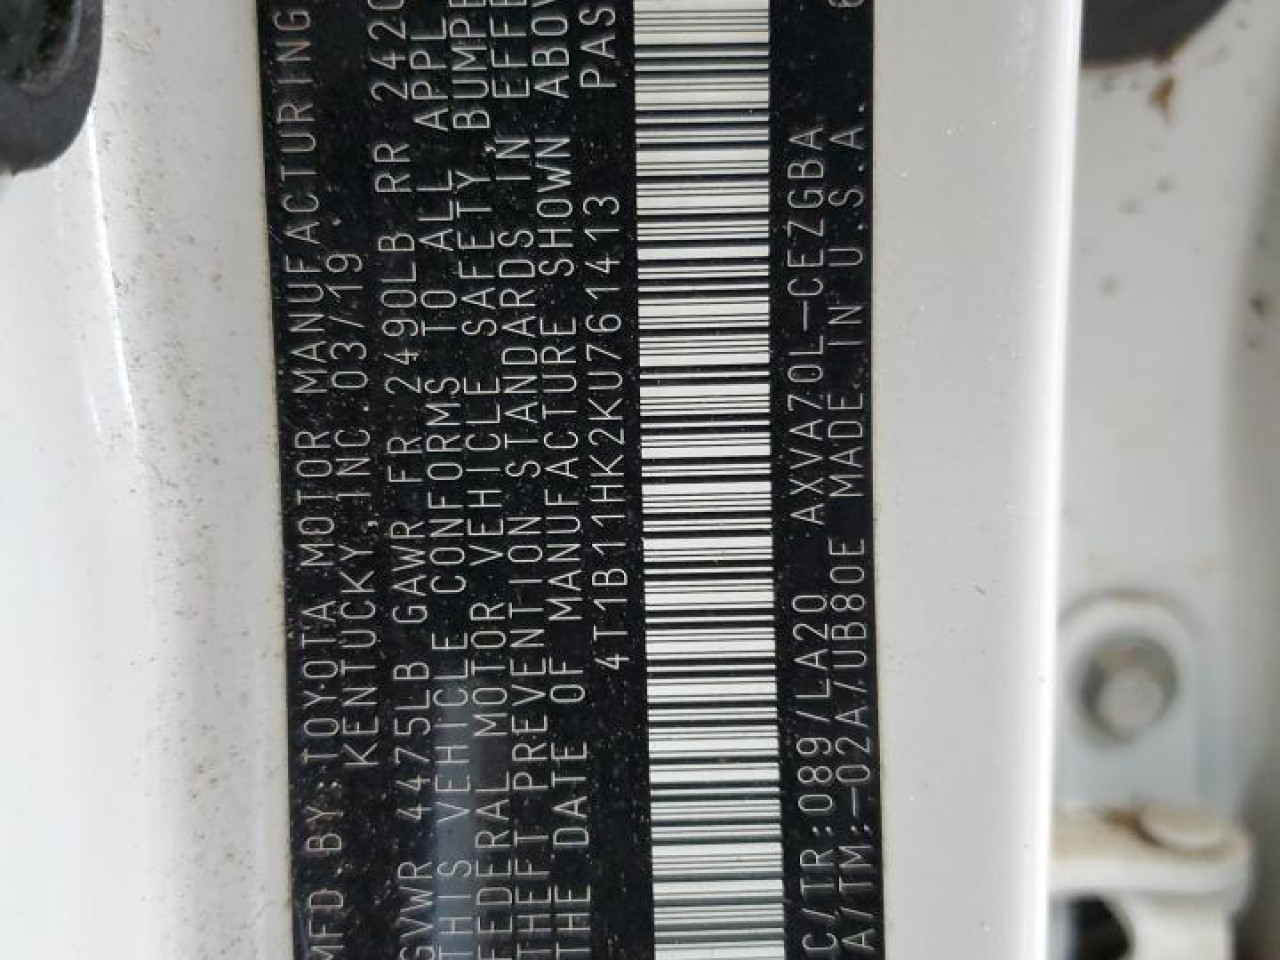 MFD.BY:TOYOTA MOTOR MANUFACTURING
KENTUCKY,INC.03/19
GVWR 4475LB GAWR FR 2490LB RR 2420
THIS VEHICLE CONFORMS TO ALL APPL
FEDERAL MOTOR VEHICLE SAFETY,BUMPE
THEFT PREVENTION STANDARDS IN EFFE
THE DATE OF MANUFACTURE SHOWN ABOV
4T1B11HK2KU761413 PAS
C/TR:089/LA20 AXVA70L-CEZGBA
A/TM:-02A/UB80E MADE IN U.S.A. 6